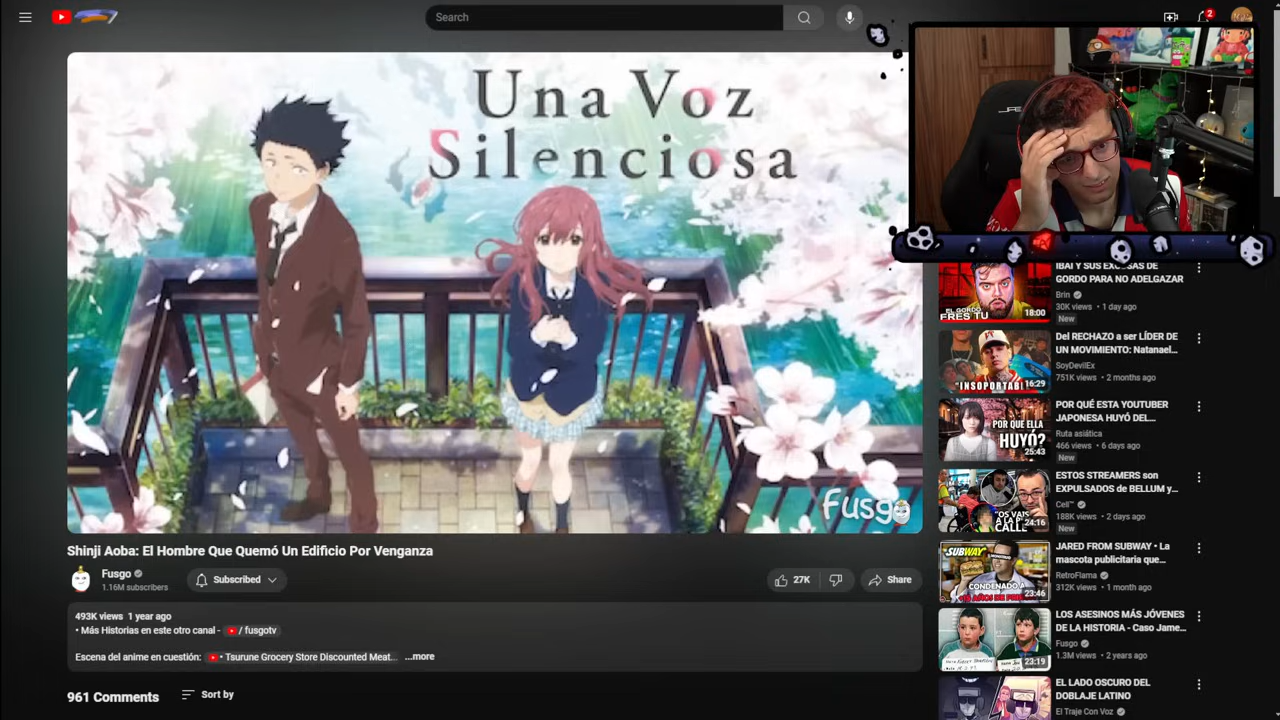 Search
2
Una Voz
Silenciosa
Fusgo
Shinji Aoba: El Hombre Que Quemó Un Edificio Por Venganza
Fusgo
1.16M subscribers
Subscribed
27K
Share
493K views 1 year ago
• Más Historias en este otro canal - / fusgotv
Escena del anime en cuestión: • Tsurune Grocery Store Discounted Meat... ...more
961 Comments
Sort by
IBAI Y SUS EXCUSAS DE
GORDO PARA NO ADELGAZAR
Brin
30K views • 1 day ago
New
EL GORDO
FRES TU
18:00
Del RECHAZO a ser LÍDER DE
UN MOVIMIENTO: Natanael...
SoyDevilEx
751K views • 2 months ago
"INSOPORTABL
16:29
POR QUÉ ESTA YOUTUBER
JAPONESA HUYÓ DEL...
Ruta asiática
466 views • 6 days ago
New
POR QUÉ ELLA
HUYÓ?
25:43
ESTOS STREAMERS son
EXPULSADOS de BELLUM y...
Cell™
188K views • 2 days ago
New
"OS VAIS
A LA P
CALLE
24:16
JARED FROM SUBWAY • La
mascota publicitaria que...
RetroFlama
312K views • 1 month ago
SUBWAY
CONDENADO
23:46
LOS ASESINOS MÁS JÓVENES
DE LA HISTORIA - Caso Jame...
Fusgo
1.3M views • 2 years ago
23:19
EL LADO OSCURO DEL
DOBLAJE LATINO
El Traje Con Voz